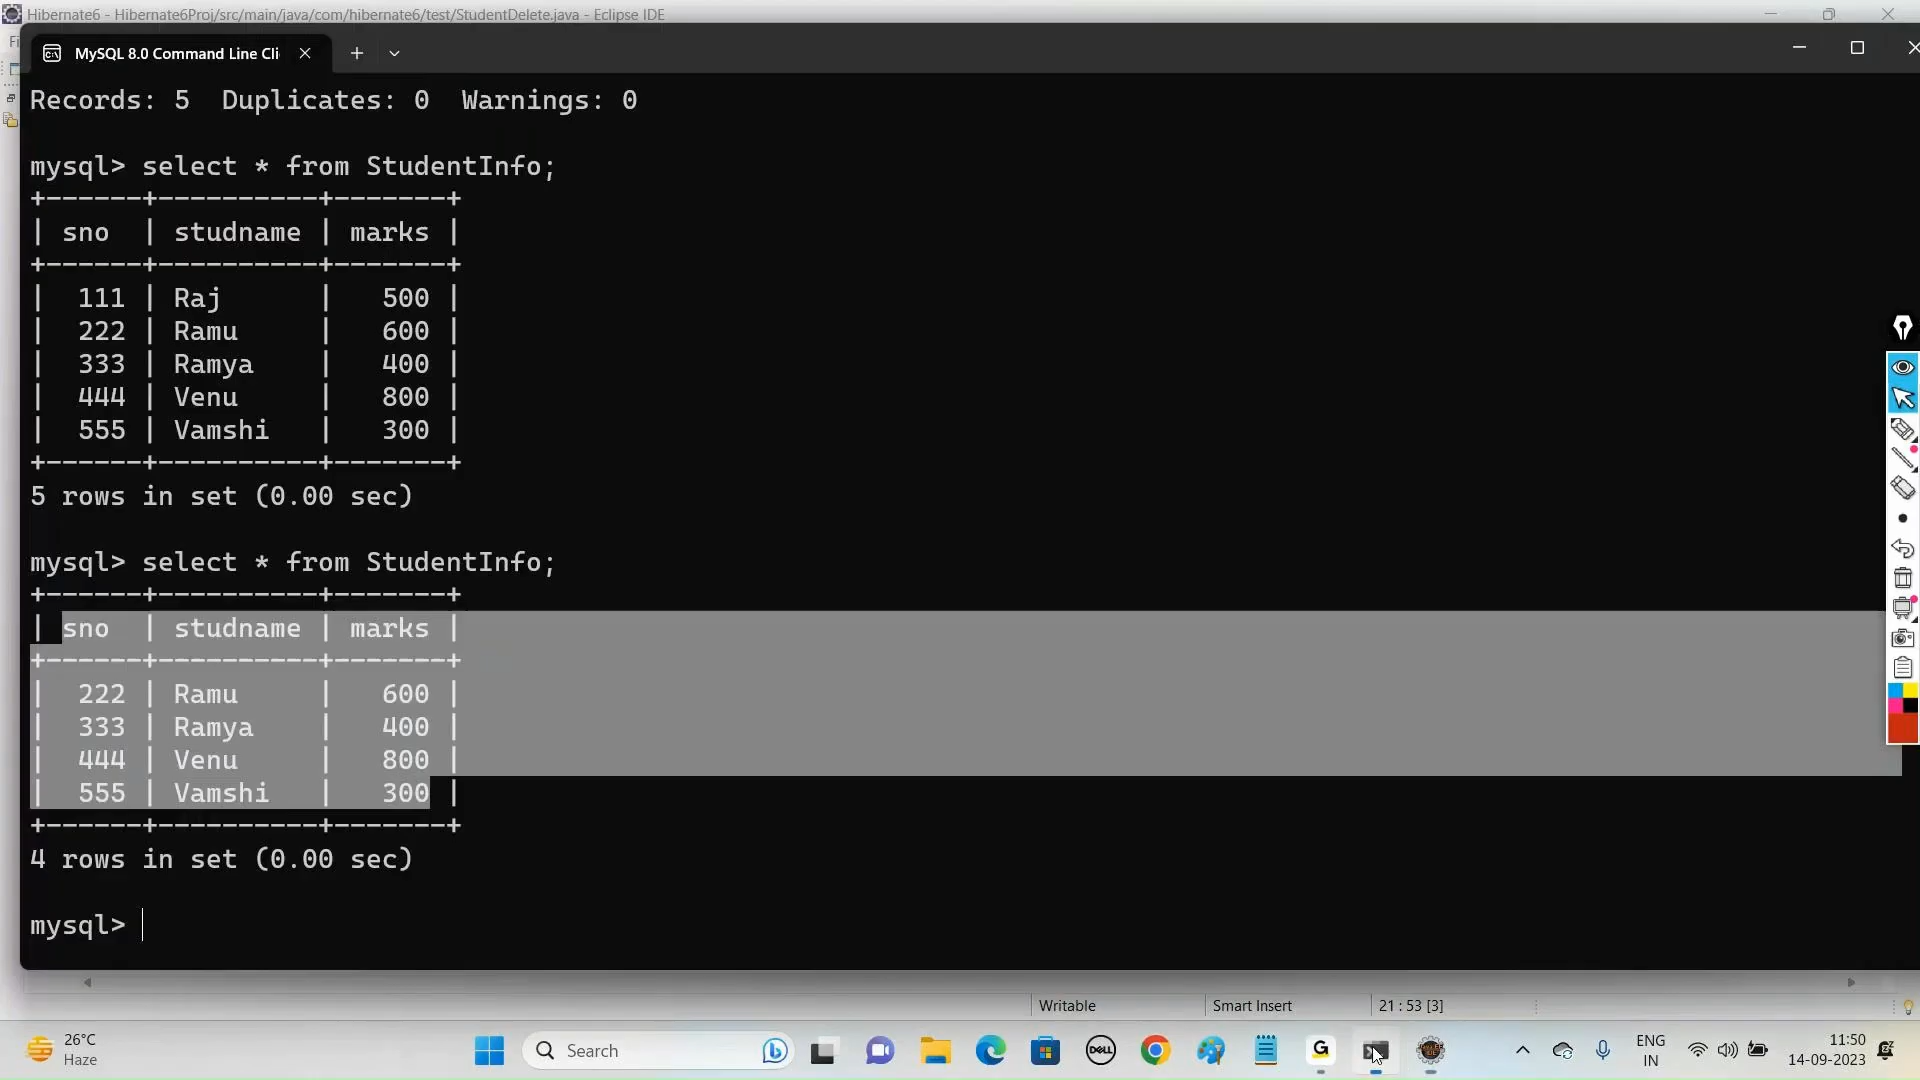 Hibernate6 - Hibernate6Proj/src/main/java/com/hibernate6/test/StudentDelete.java - Eclipse IDE
MySQL 8.0 Command Line Cli
Records: 5  Duplicates: 0  Warnings: 0
mysql> select * from StudentInfo;
+------+----------+-------+
| sno  | studname | marks |
+------+----------+-------+
|  111 | Raj      |   500 |
|  222 | Ramu     |   600 |
|  333 | Ramya    |   400 |
|  444 | Venu     |   800 |
|  555 | Vamshi   |   300 |
+------+----------+-------+
5 rows in set (0.00 sec)
mysql> select * from StudentInfo;
+------+----------+-------+
| sno  | studname | marks |
+------+----------+-------+
|  222 | Ramu     |   600 |
|  333 | Ramya    |   400 |
|  444 | Venu     |   800 |
|  555 | Vamshi   |   300 |
+------+----------+-------+
4 rows in set (0.00 sec)
mysql>
Writable Smart Insert 21 : 53 [3]
26°C
Haze
Search
DELL
ENG
IN
11:50
14-09-2023